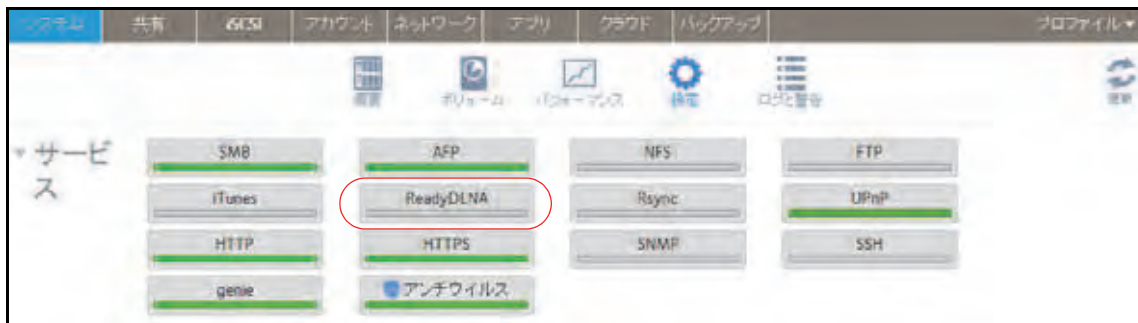 システム 共有 iSCSI アカウント ネットワーク アプリ クラウド バックアップ プロファイル▼
概要 ボリューム パフォーマンス 設定 ログと警告 更新
サービ
ス
SMB AFP NFS FTP
iTunes ReadyDLNA Rsync UPnP
HTTP HTTPS SNMP SSH
genie アンチウイルス